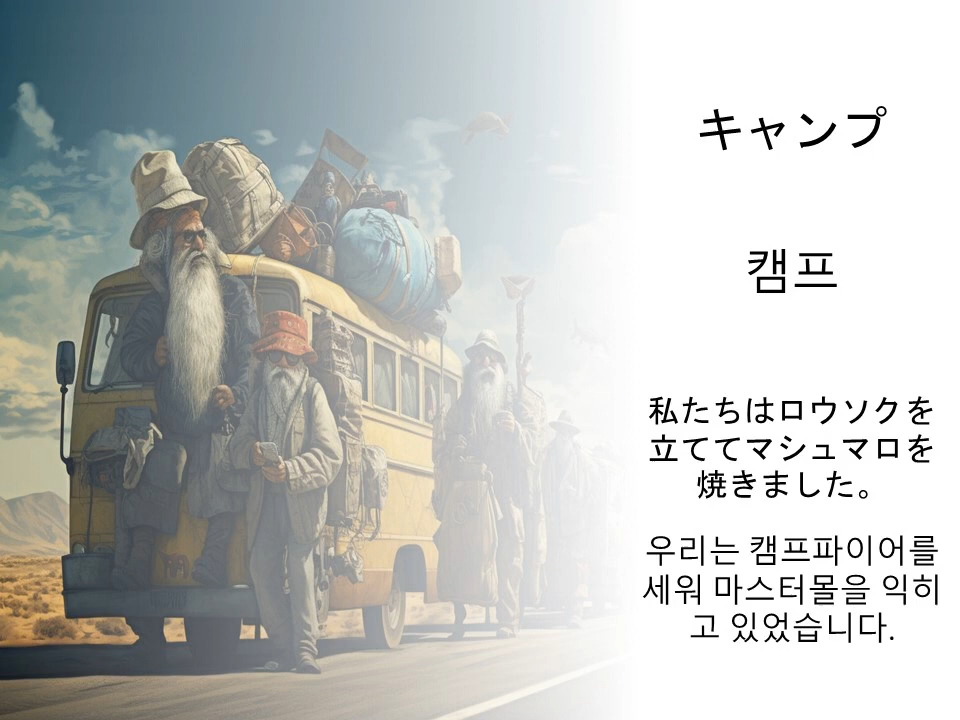 キャンプ
캠프
私たちはロウソクを
立ててマシュマロを
焼きました。
우리는 캠프파이어를
세워 마스터몰을 익히
고 있었습니다.